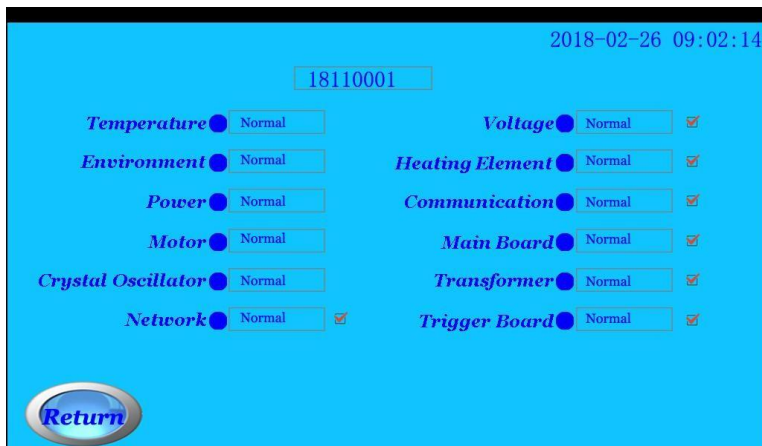 2018-02-26 09:02:14
18110001
Temperature Normal Voltage Normal
Environment Normal Heating Element Normal
Power Normal Communication Normal
Motor Normal Main Board Normal
Crystal Oscillator Normal Transformer Normal
Network Normal Trigger Board Normal
Return